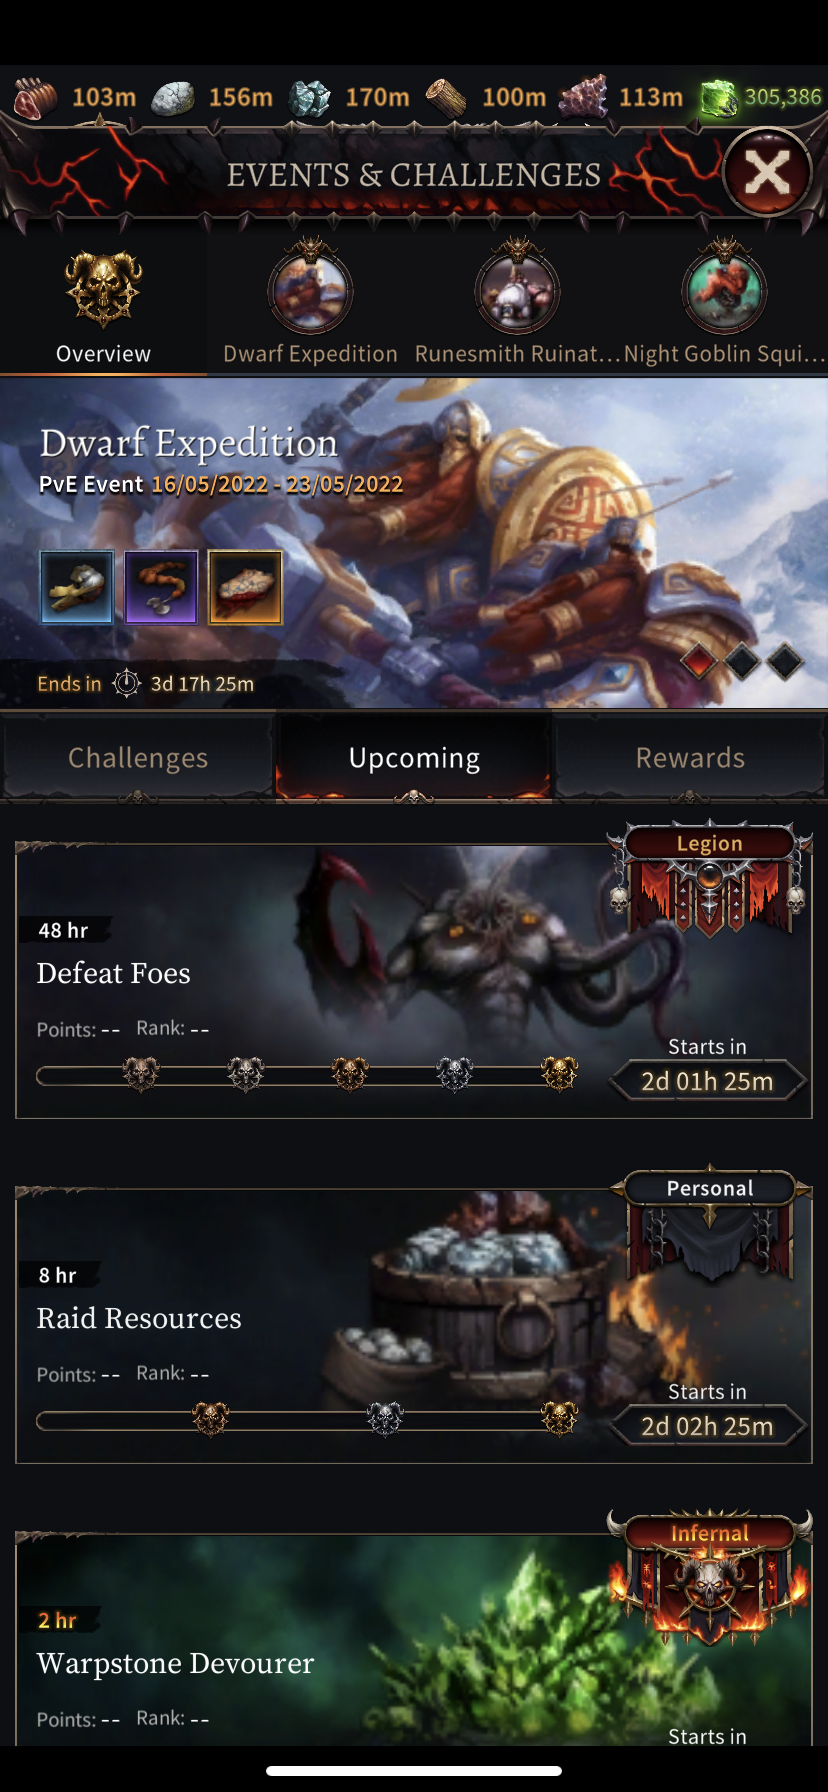 103m 156m 170m 100m 113m 305,386
EVENTS & CHALLENGES
Overview Dwarf Expedition Runesmith Ruinat... Night Goblin Squi...
Dwarf Expedition
PvE Event 16/05/2022 - 23/05/2022
Ends in 3d 17h 25m
Challenges Upcoming Rewards
Legion
48 hr
Defeat Foes
Points: -- Rank: --
Starts in
2d 01h 25m
Personal
8 hr
Raid Resources
Points: -- Rank: --
Starts in
2d 02h 25m
Infernal
2 hr
Warpstone Devourer
Points: -- Rank: --
Starts in